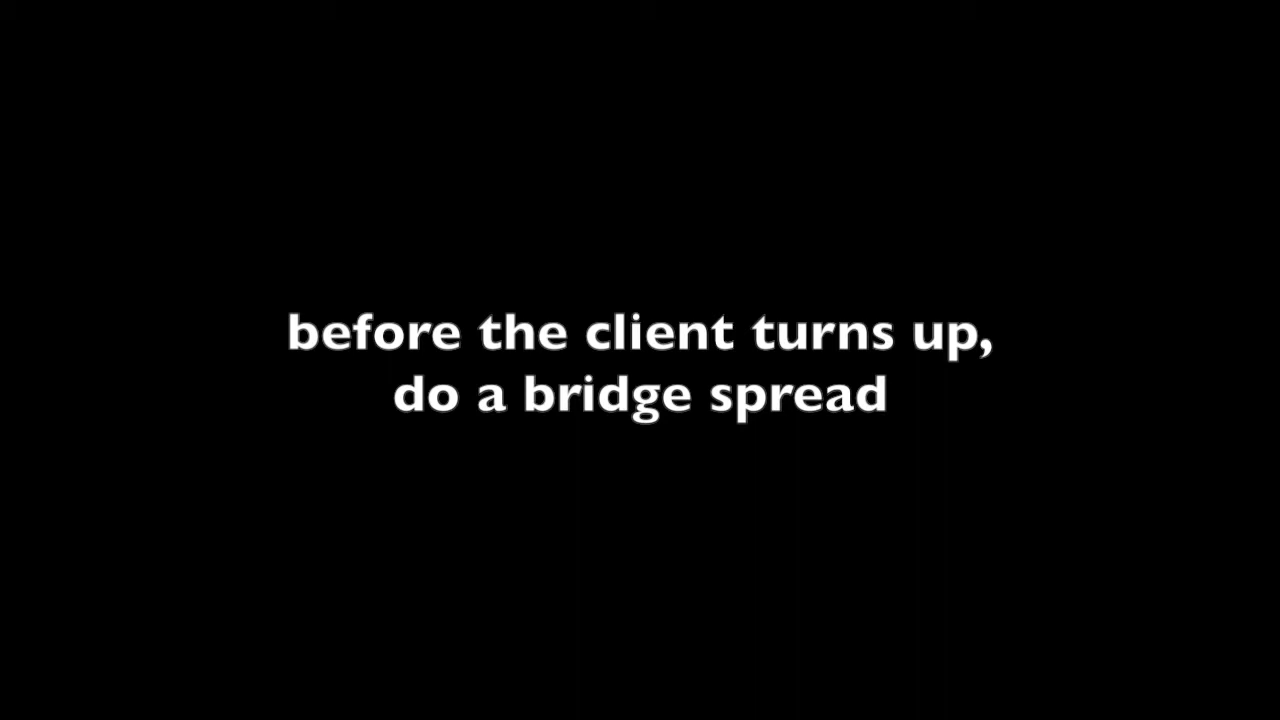 before the client turns up,
do a bridge spread